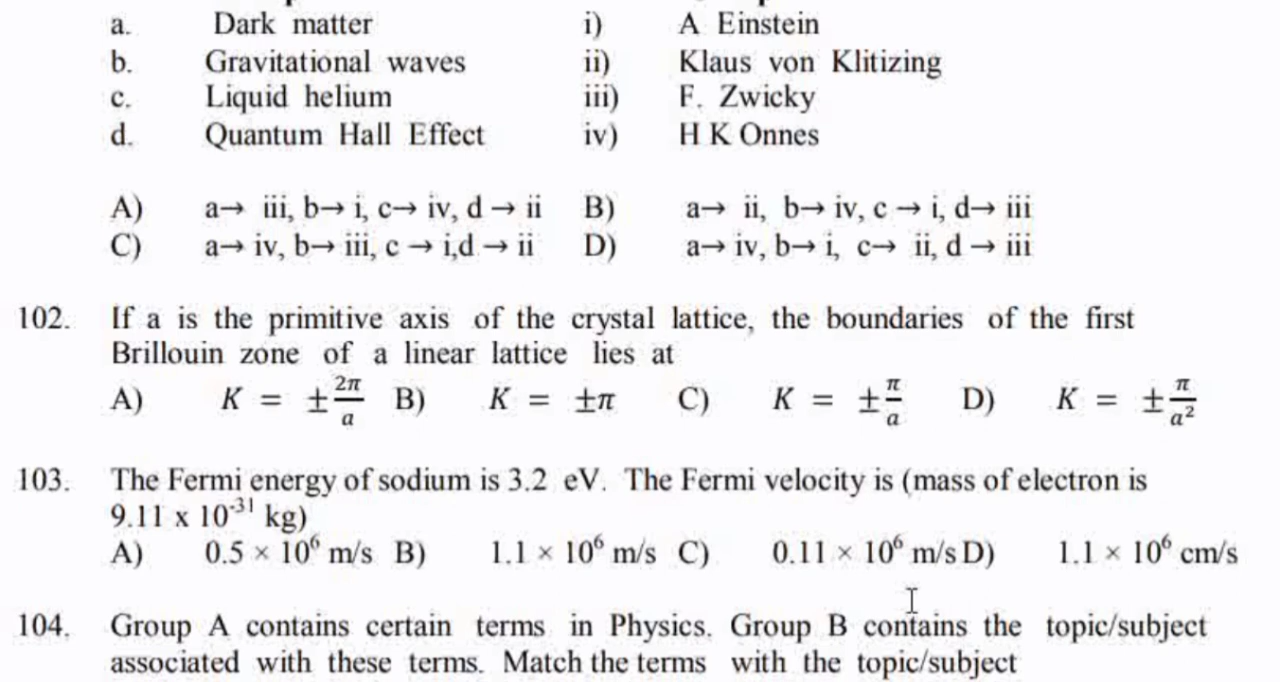 a. Dark matter i) A Einstein
b. Gravitational waves ii) Klaus von Klitizing
c. Liquid helium iii) F. Zwicky
d. Quantum Hall Effect iv) H K Onnes
A) a→ iii, b→ i, c→ iv, d → ii B) a→ ii, b→ iv, c → i, d→ iii
C) a→ iv, b→ iii, c → i,d → ii D) a→ iv, b→ i, c→ ii, d → iii
102. If a is the primitive axis of the crystal lattice, the boundaries of the first
Brillouin zone of a linear lattice lies at
A) K = ±2π/a B) K = ±π C) K = ±π/a D) K = ±π/a²
103. The Fermi energy of sodium is 3.2 eV. The Fermi velocity is (mass of electron is
9.11 x 10⁻³¹ kg)
A) 0.5 × 10⁶ m/s B) 1.1 × 10⁶ m/s C) 0.11 × 10⁶ m/s D) 1.1 × 10⁶ cm/s
104. Group A contains certain terms in Physics. Group B contains the topic/subject
associated with these terms. Match the terms with the topic/subject